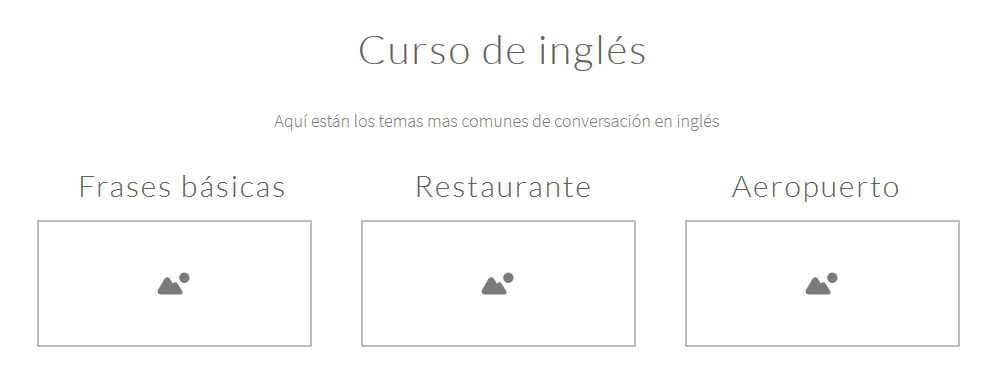 Curso de inglés
Aquí están los temas mas comunes de conversación en inglés
Frases básicas
Restaurante
Aeropuerto